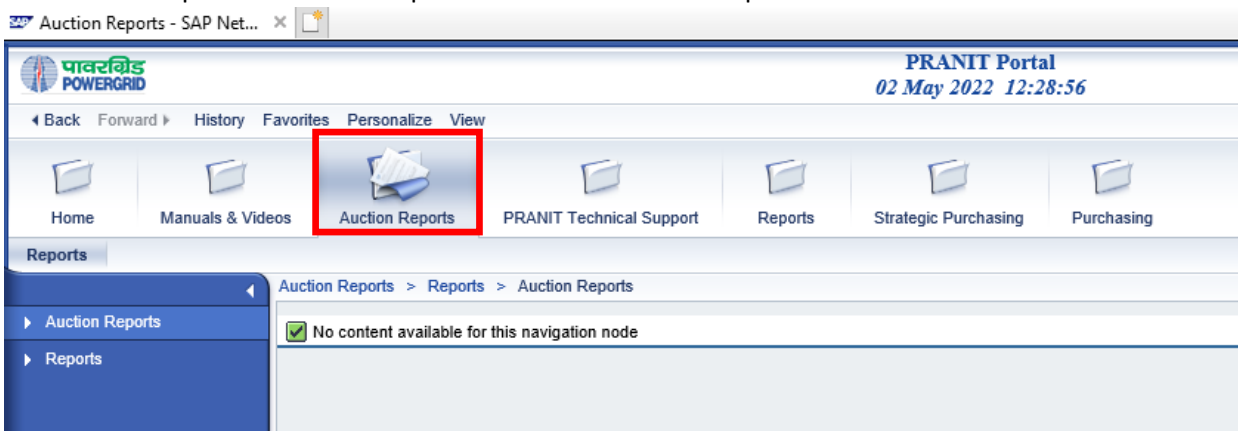 Auction Reports - SAP Net...
पावरग्रिड
POWERGRID
PRANIT Portal
02 May 2022 12:28:56
Back Forward History Favorites Personalize View
Home Manuals & Videos Auction Reports PRANIT Technical Support Reports Strategic Purchasing Purchasing
Reports
Auction Reports > Reports > Auction Reports
Auction Reports
No content available for this navigation node
Reports